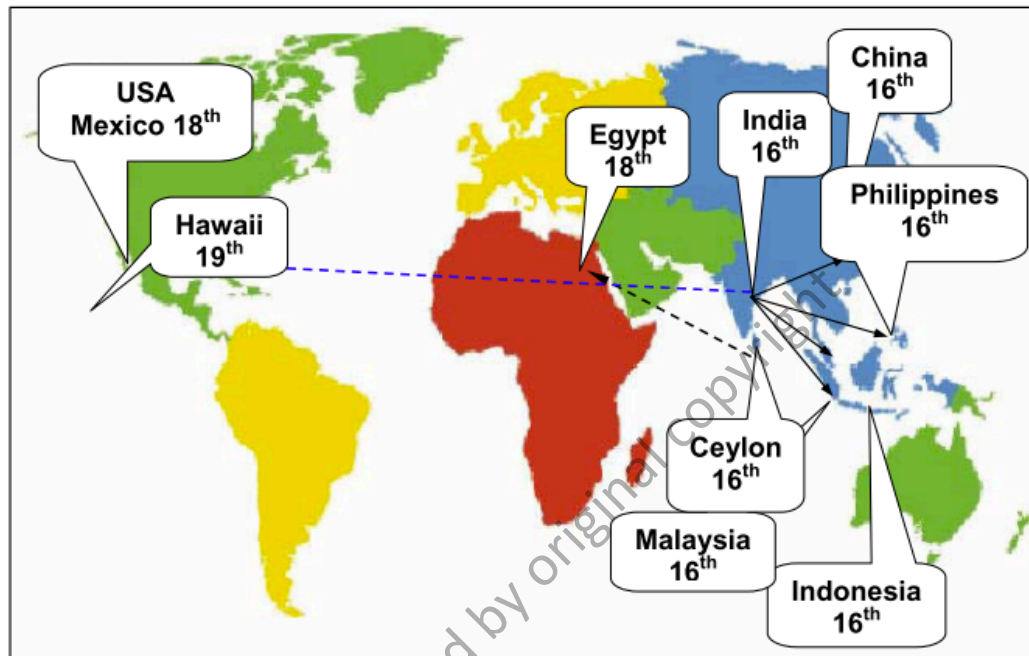 China
16th
USA
Mexico 18th
Egypt
18th
India
16th
Philippines
16th
Hawaii
19th
Ceylon
16th
Malaysia
16th
Indonesia
16th
d by original copyright